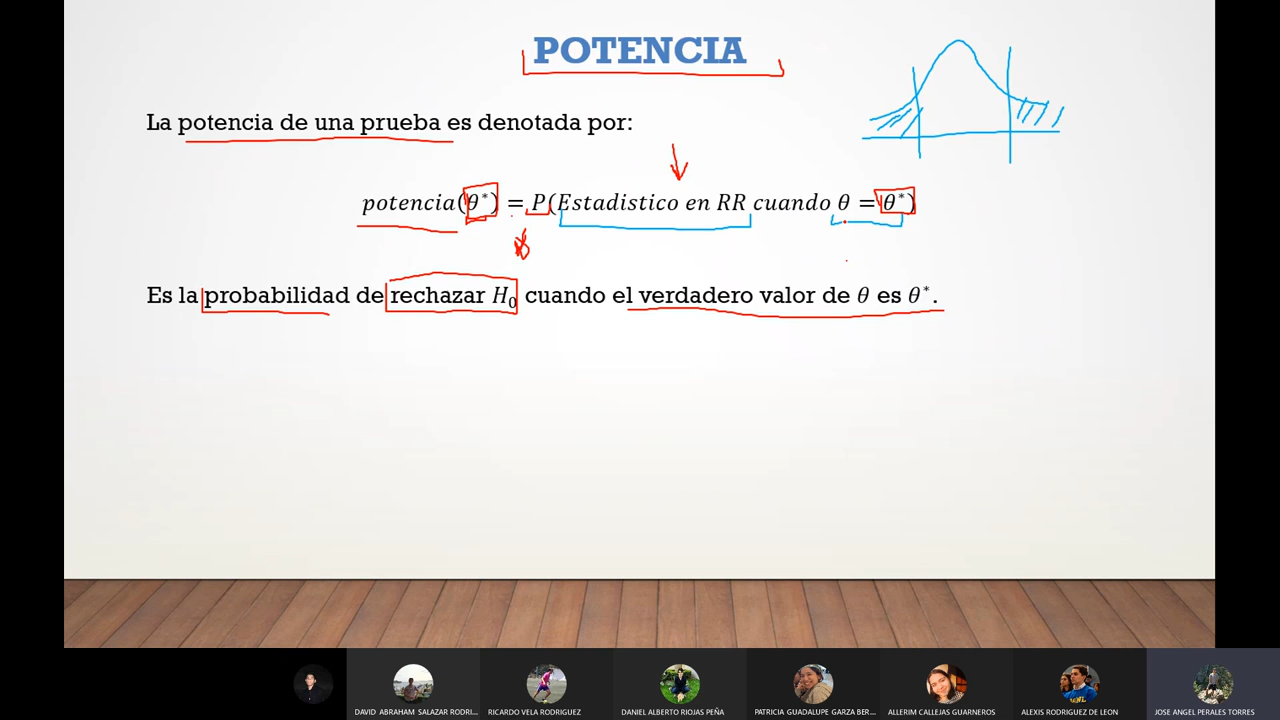 POTENCIA
La potencia de una prueba es denotada por:
potencia(θ*) = P(Estadistico en RR cuando θ = θ*)
Es la probabilidad de rechazar H₀ cuando el verdadero valor de θ es θ*.
DAVID ABRAHAM SALAZAR RODRI...
RICARDO VELA RODRIGUEZ
DANIEL ALBERTO RIOJAS PEÑA
PATRICIA GUADALUPE GARZA BER...
ALLERIM CALLEJAS GUARNEROS
ALEXIS RODRIGUEZ DE LEON
JOSE ANGEL PERALES TORRES